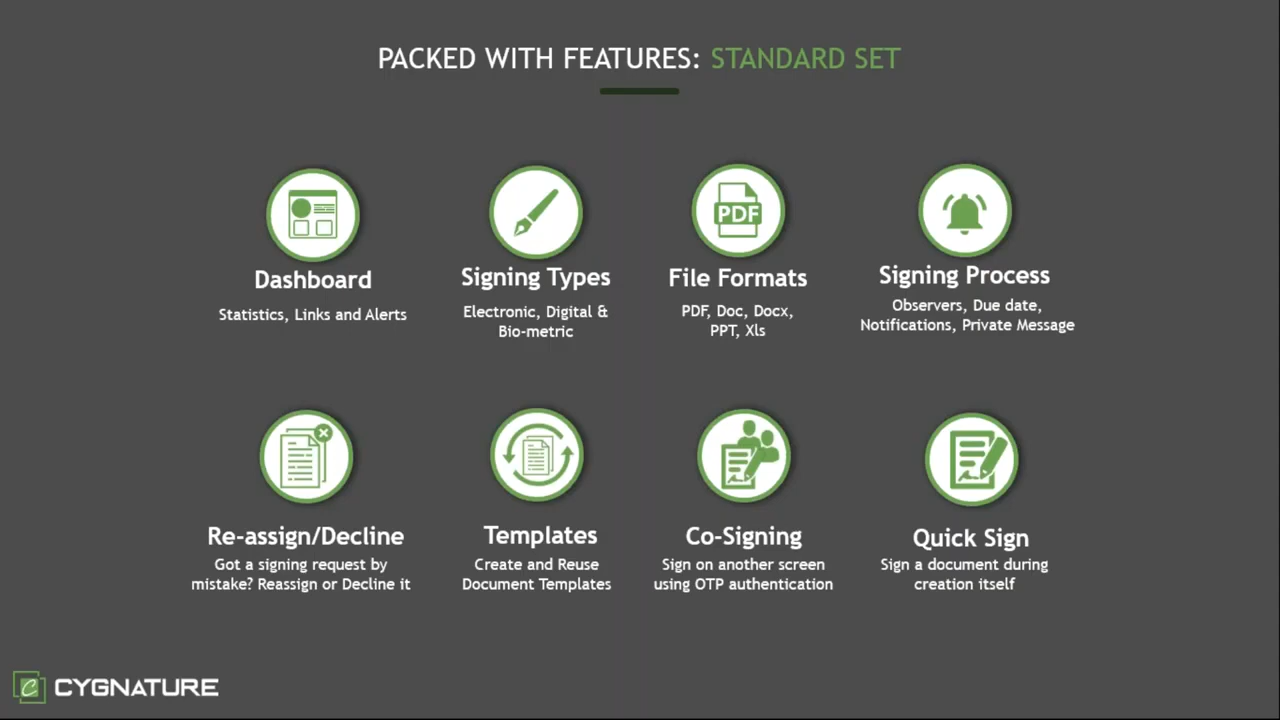 PACKED WITH FEATURES: STANDARD SET
Dashboard
Statistics, Links and Alerts
Signing Types
Electronic, Digital &
Bio-metric
PDF
File Formats
PDF, Doc, Docx,
PPT, Xls
Signing Process
Observers, Due date,
Notifications, Private Message
Re-assign/Decline
Got a signing request by
mistake? Reassign or Decline it
Templates
Create and Reuse
Document Templates
Co-Signing
Sign on another screen
using OTP authentication
Quick Sign
Sign a document during
creation itself
CYGNATURE